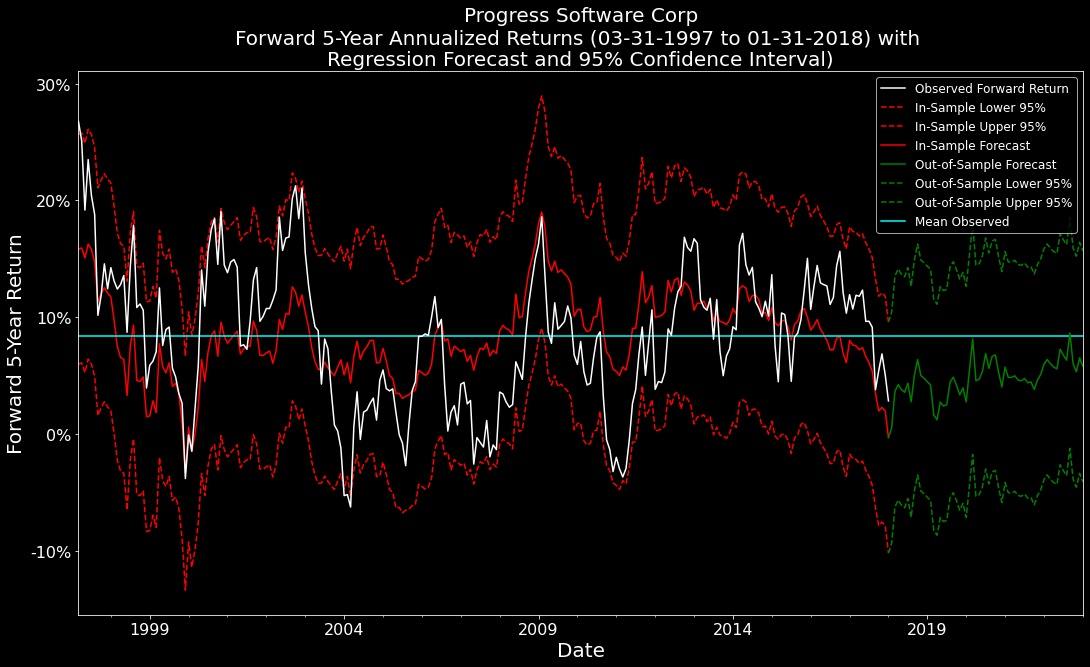 Progress Software Corp
Forward 5-Year Annualized Returns (03-31-1997 to 01-31-2018) with
Regression Forecast and 95% Confidence Interval)
Forward 5-Year Return
30%
20%
10%
0%
-10%
Observed Forward Return
In-Sample Lower 95%
In-Sample Upper 95%
In-Sample Forecast
Out-of-Sample Forecast
Out-of-Sample Lower 95%
Out-of-Sample Upper 95%
Mean Observed
1999
2004
2009
2014
2019
Date